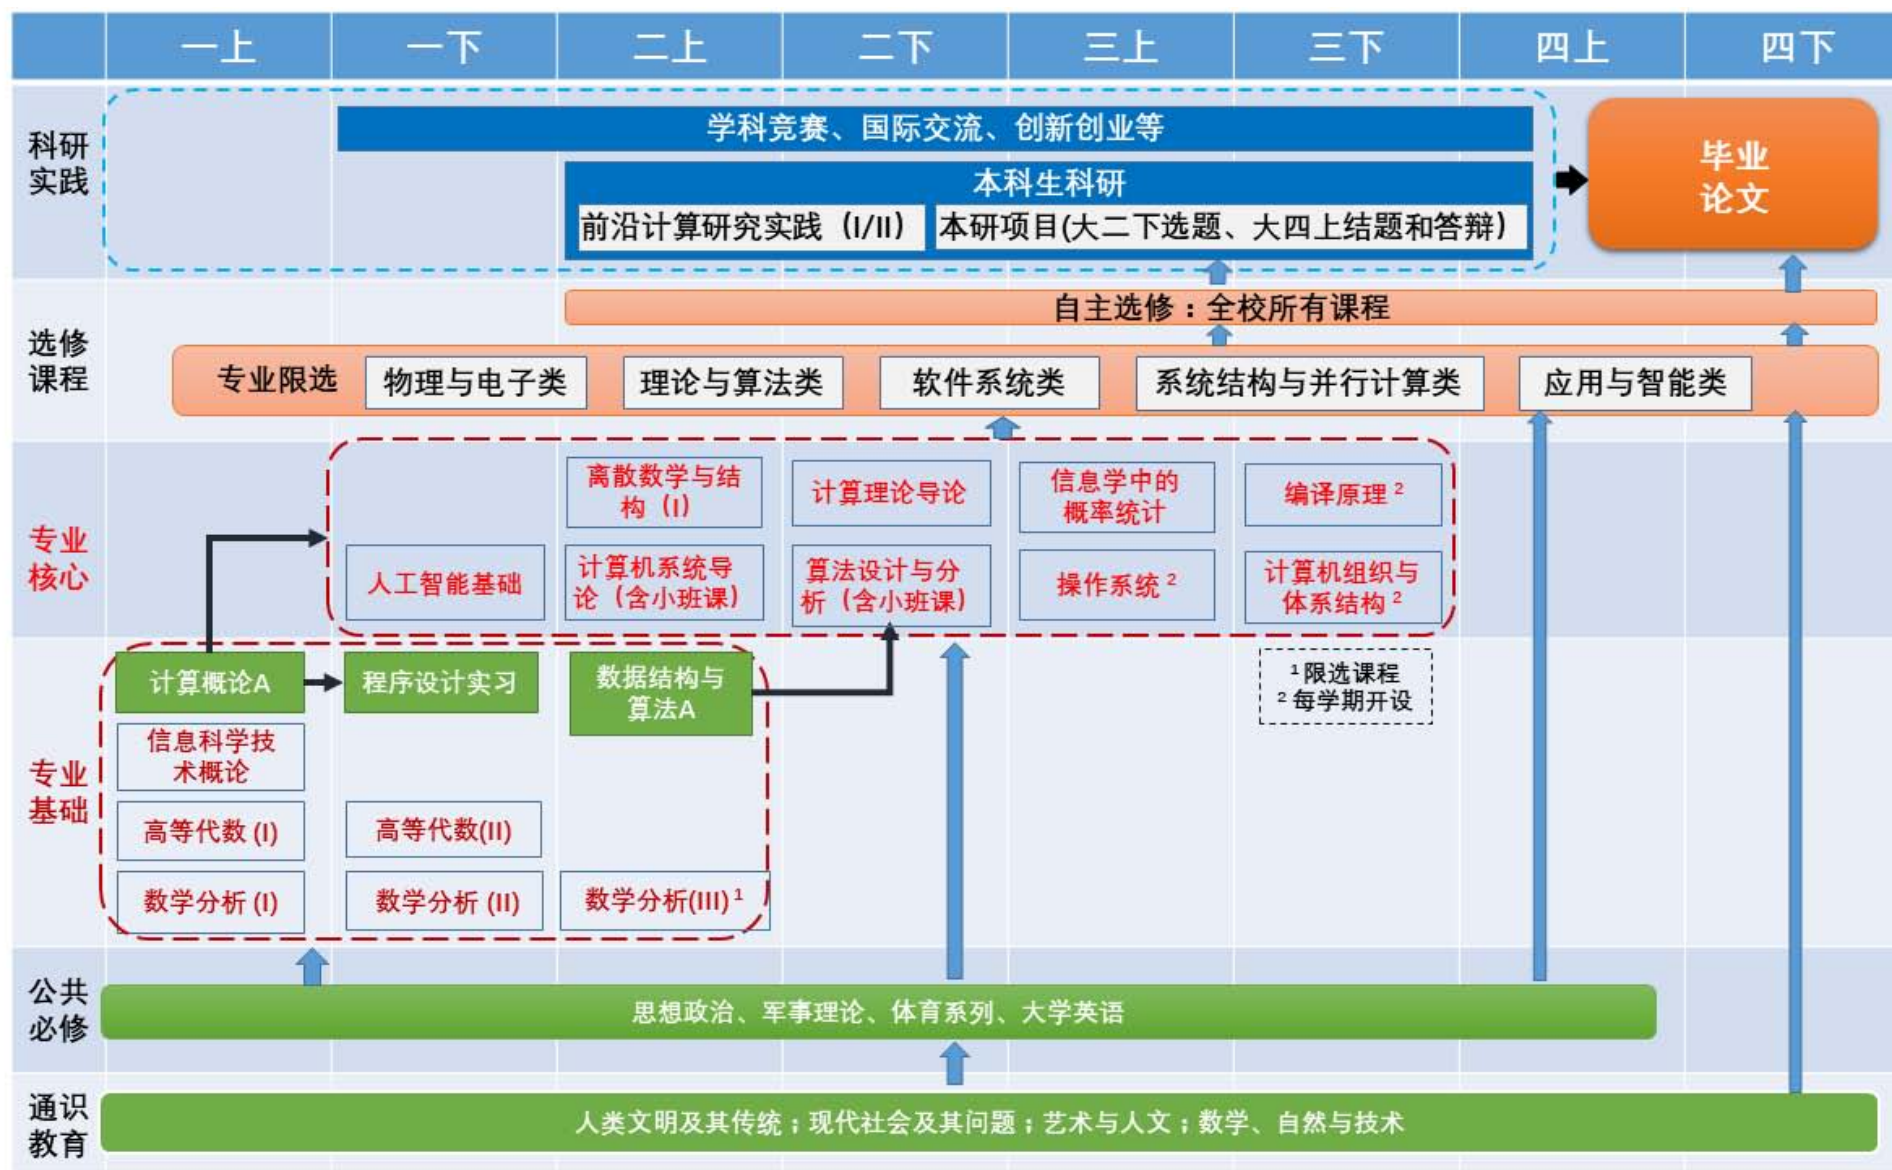 一上
一下
二上
二下
三上
三下
四上
四下
科研
实践
学科竞赛、国际交流、创新创业等
本科生科研
前沿计算研究实践（I/II）
本研项目(大二下选题、大四上结题和答辩）
毕业
论文
选修
课程
自主选修：全校所有课程
专业限选
物理与电子类
理论与算法类
软件系统类
系统结构与并行计算类
应用与智能类
专业
核心
离散数学与结
构（I）
计算理论导论
信息学中的
概率统计
编译原理 ²
人工智能基础
计算机系统导
论（含小班课）
算法设计与分
析（含小班课）
操作系统 ²
计算机组织与
体系结构 ²
专业
基础
计算概论A
程序设计实习
数据结构与
算法A
¹ 限选课程
² 每学期开设
信息科学技
术概论
高等代数 (I)
高等代数(II)
数学分析 (I)
数学分析 (II)
数学分析(III) ¹
公共
必修
思想政治、军事理论、体育系列、大学英语
通识
教育
人类文明及其传统；现代社会及其问题；艺术与人文；数学、自然与技术